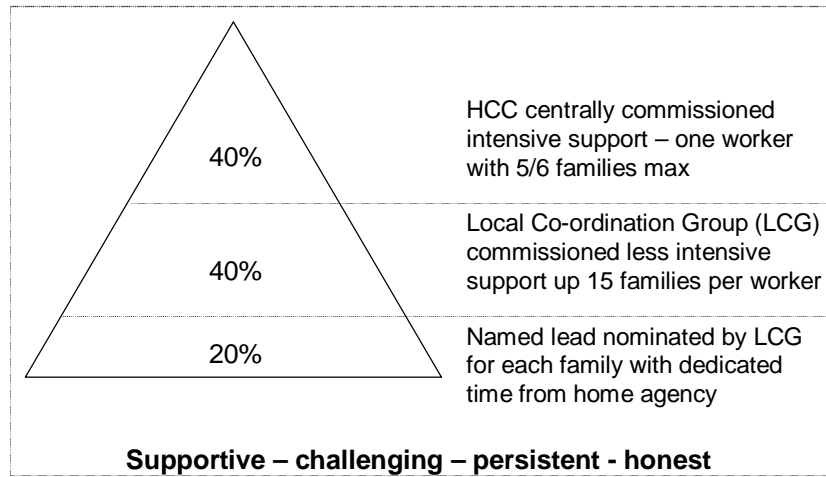 40%
HCC centrally commissioned
intensive support – one worker
with 5/6 families max
40%
Local Co-ordination Group (LCG)
commissioned less intensive
support up 15 families per worker
20%
Named lead nominated by LCG
for each family with dedicated
time from home agency
Supportive – challenging – persistent - honest